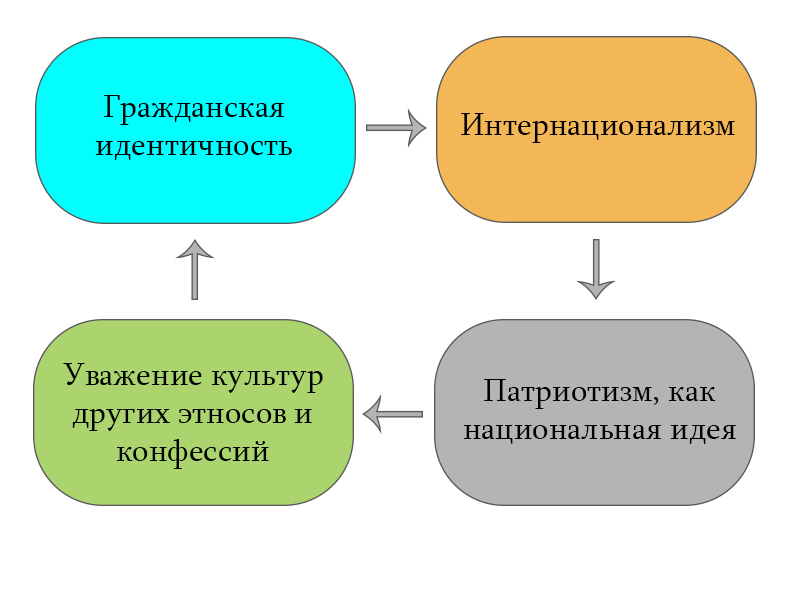 Гражданская
идентичность
Интернационализм
Уважение культур
других этносов и
конфессий
Патриотизм, как
национальная идея